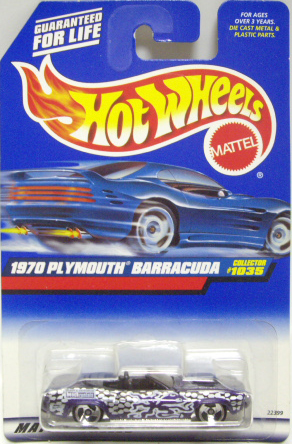 GUARANTEED
FOR LIFE
FOR AGES
OVER 3 YEARS.
DIE CAST METAL &
PLASTIC PARTS.
Hot Wheels
MATTEL
®
1970 PLYMOUTH® BARRACUDA
COLLECTOR
#1035